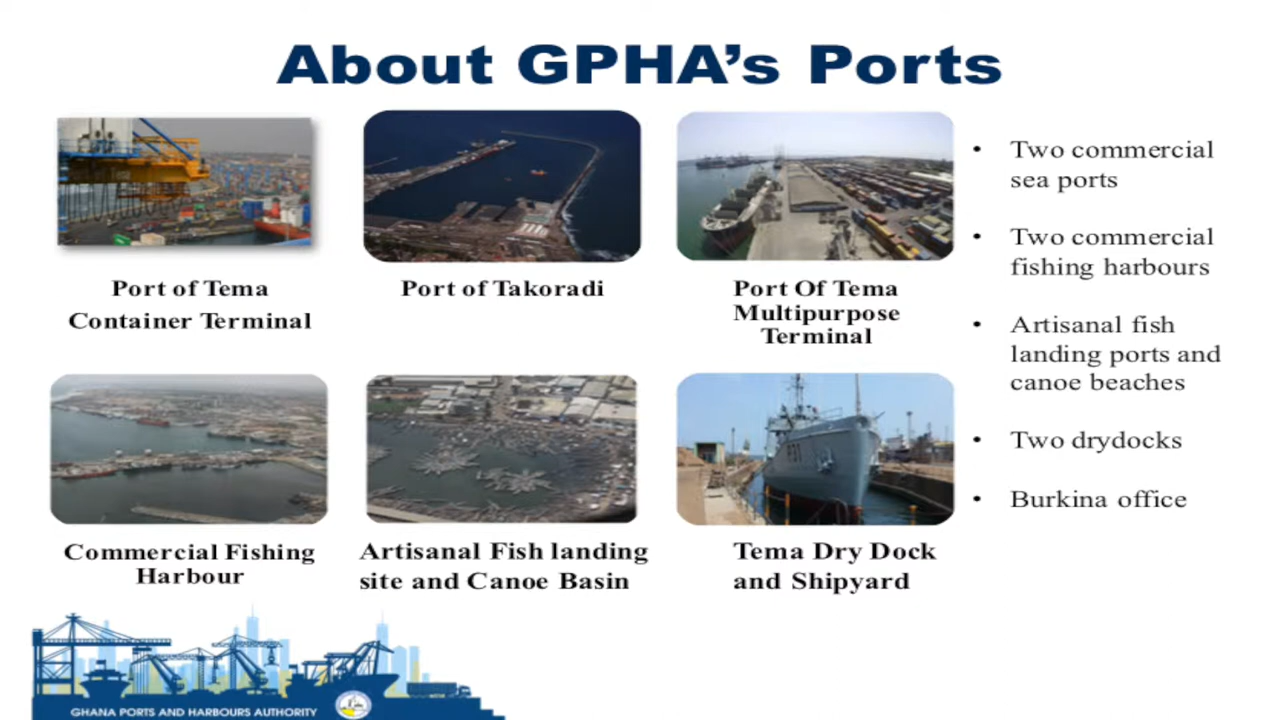 About GPHA’s Ports
Port of Tema
Container Terminal
Port of Takoradi
Port Of Tema
Multipurpose
Terminal
• Two commercial
sea ports
• Two commercial
fishing harbours
• Artisanal fish
landing ports and
canoe beaches
• Two drydocks
• Burkina office
Commercial Fishing
Harbour
Artisanal Fish landing
site and Canoe Basin
Tema Dry Dock
and Shipyard
GHANA PORTS AND HARBOURS AUTHORITY